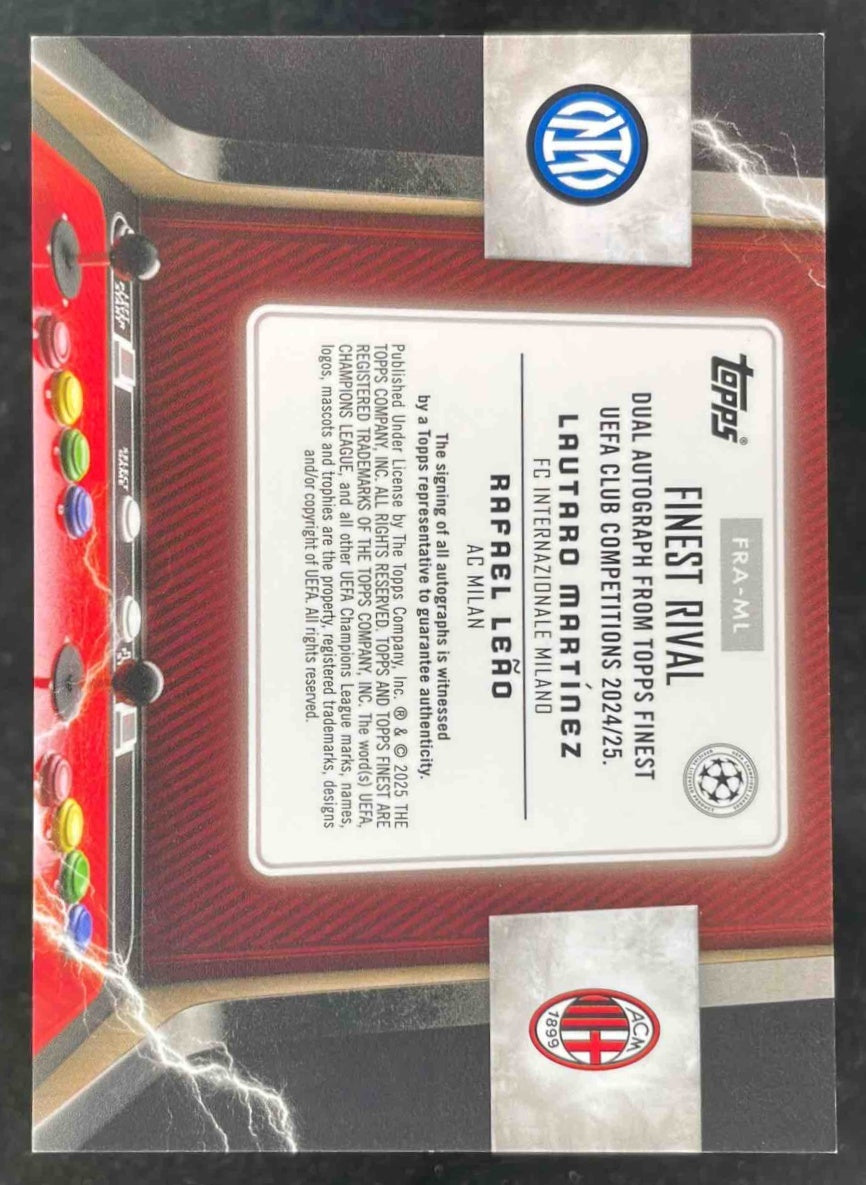 FRA-ML
topps®
FINEST RIVAL
DUAL AUTOGRAPH FROM TOPPS FINEST
UEFA CLUB COMPETITIONS 2024/25.
LAUTARO MARTÍNEZ
FC INTERNAZIONALE MILANO
RAFAEL LEÃO
AC MILAN
The signing of all autographs is witnessed
by a Topps representative to guarantee authenticity.
Published Under License by The Topps Company, Inc. ® & © 2025 THE
TOPPS COMPANY, INC. ALL RIGHTS RESERVED. TOPPS AND TOPPS FINEST ARE
REGISTERED TRADEMARKS OF THE TOPPS COMPANY, INC. The word(s) UEFA,
CHAMPIONS LEAGUE, and all other UEFA Champions League marks, names,
logos, mascots and trophies are the property, registered trademarks, designs
and/or copyright of UEFA. All rights reserved.
ACM
1899
SELECT
GAME